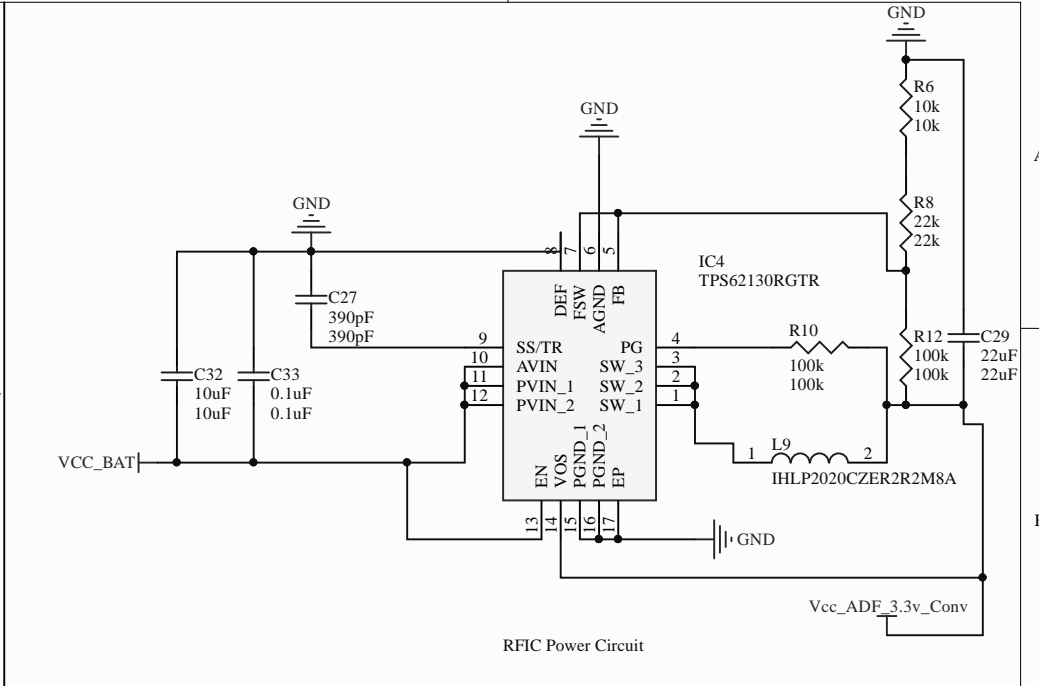 GND
R6
10k
10k
GND
R8
22k
22k
GND
8
7
6
5
IC4
TPS62130RGTR
DEF
FSW
AGND
FB
C27
390pF
390pF
9
SS/TR
PG
4
R10
100k
100k
R12
100k
100k
C29
22uF
22uF
10
AVIN
SW_3
3
11
PVIN_1
SW_2
2
12
PVIN_2
SW_1
1
C32
10uF
10uF
C33
0.1uF
0.1uF
VCC_BAT
EN
VOS
PGND_1
PGND_2
EP
1
L9
2
IHLP2020CZER2R2M8A
13
14
15
16
17
GND
Vcc_ADF_3.3v_Conv
RFIC Power Circuit